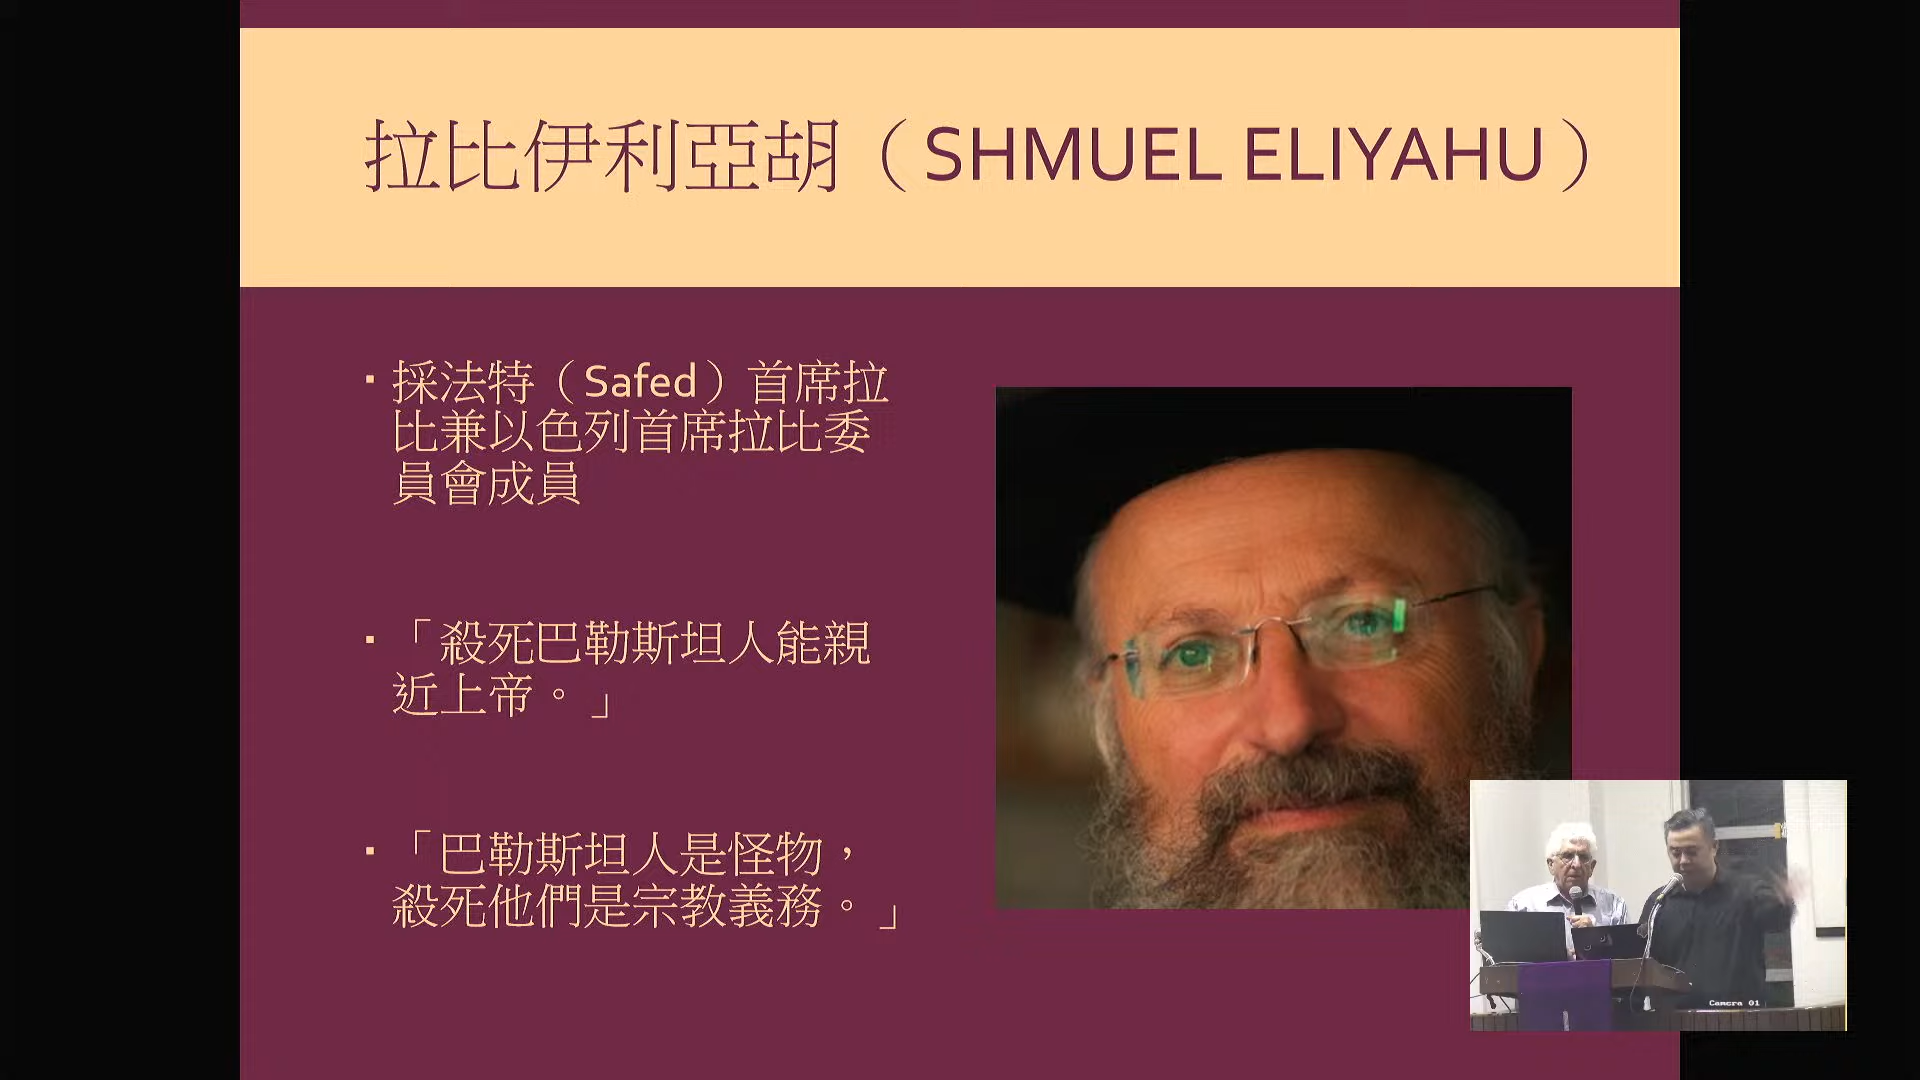 拉比伊利亞胡（SHMUEL ELIYAHU）
▪ 採法特（Safed）首席拉
比兼以色列首席拉比委
員會成員
▪ 「殺死巴勒斯坦人能親
近上帝。」
▪ 「巴勒斯坦人是怪物，
殺死他們是宗教義務。」
Camera 01